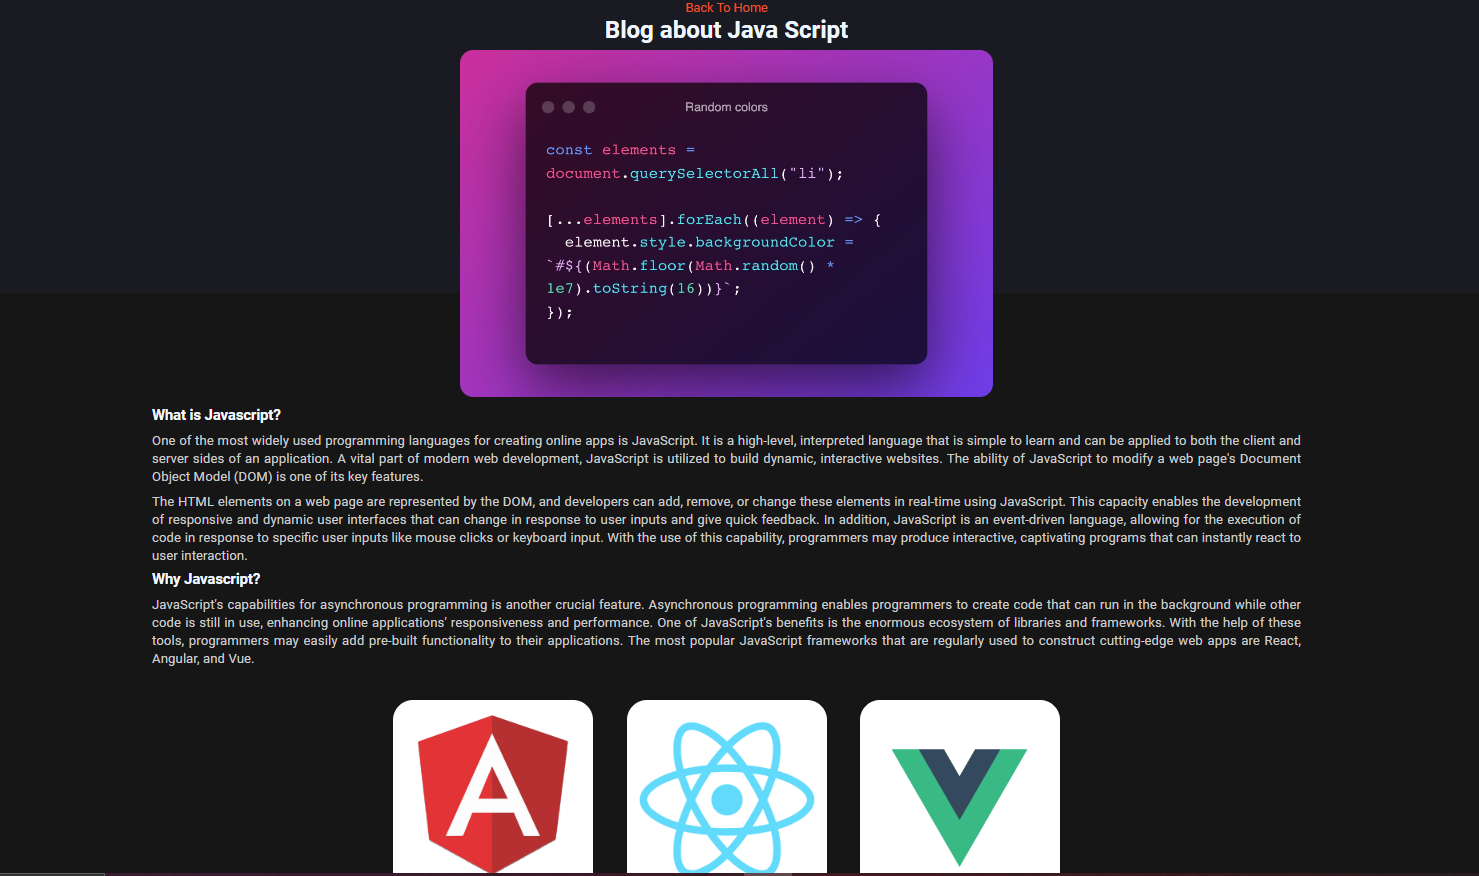 Back To Home
Blog about Java Script
Random colors
const elements =
document.querySelectorAll("li");
[...elements].forEach((element) => {
  element.style.backgroundColor =
`#${(Math.floor(Math.random() *
1e7).toString(16))}`;
});
What is Javascript?
One of the most widely used programming languages for creating online apps is JavaScript. It is a high-level, interpreted language that is simple to learn and can be applied to both the client and
server sides of an application. A vital part of modern web development, JavaScript is utilized to build dynamic, interactive websites. The ability of JavaScript to modify a web page's Document
Object Model (DOM) is one of its key features.
The HTML elements on a web page are represented by the DOM, and developers can add, remove, or change these elements in real-time using JavaScript. This capacity enables the development
of responsive and dynamic user interfaces that can change in response to user inputs and give quick feedback. In addition, JavaScript is an event-driven language, allowing for the execution of
code in response to specific user inputs like mouse clicks or keyboard input. With the use of this capability, programmers may produce interactive, captivating programs that can instantly react to
user interaction.
Why Javascript?
JavaScript's capabilities for asynchronous programming is another crucial feature. Asynchronous programming enables programmers to create code that can run in the background while other
code is still in use, enhancing online applications' responsiveness and performance. One of JavaScript's benefits is the enormous ecosystem of libraries and frameworks. With the help of these
tools, programmers may easily add pre-built functionality to their applications. The most popular JavaScript frameworks that are regularly used to construct cutting-edge web apps are React,
Angular, and Vue.